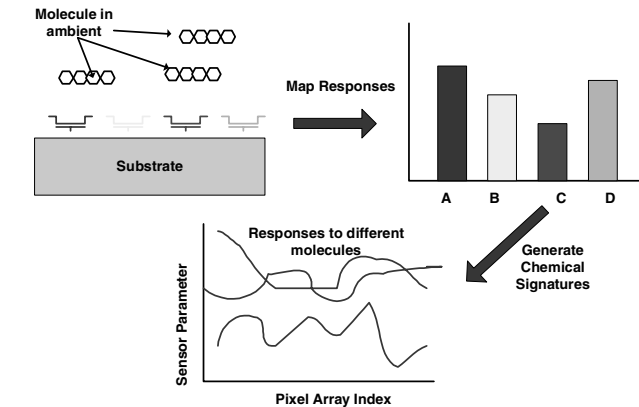 Molecule in
ambient
Substrate
Map Responses
A B C D
Generate
Chemical
Signatures
Responses to different
molecules
Sensor Parameter
Pixel Array Index